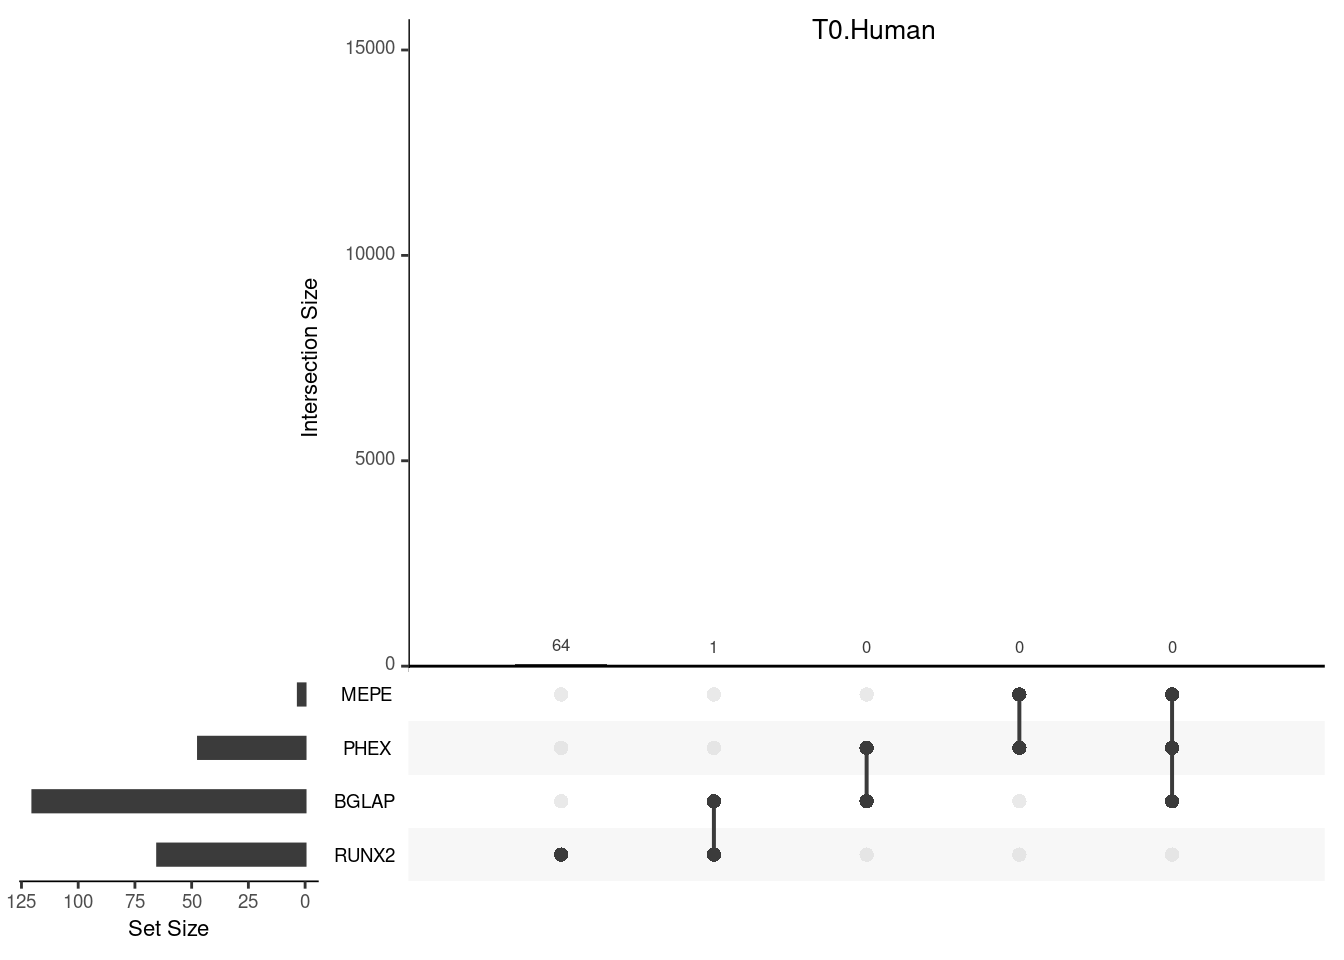 T0.Human
15000
10000
5000
0
Intersection Size
64 1 0 0 0
MEPE
PHEX
BGLAP
RUNX2
125 100 75 50 25 0
Set Size